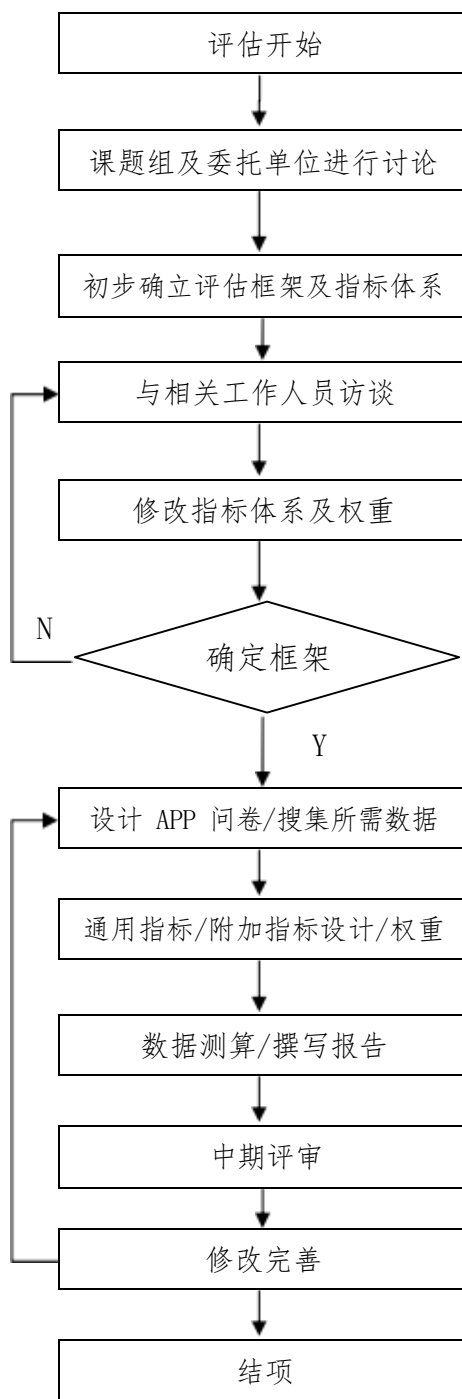 评估开始
课题组及委托单位进行讨论
初步确立评估框架及指标体系
与相关工作人员访谈
修改指标体系及权重
N
确定框架
Y
设计 APP 问卷/搜集所需数据
通用指标/附加指标设计/权重
数据测算/撰写报告
中期评审
修改完善
结项